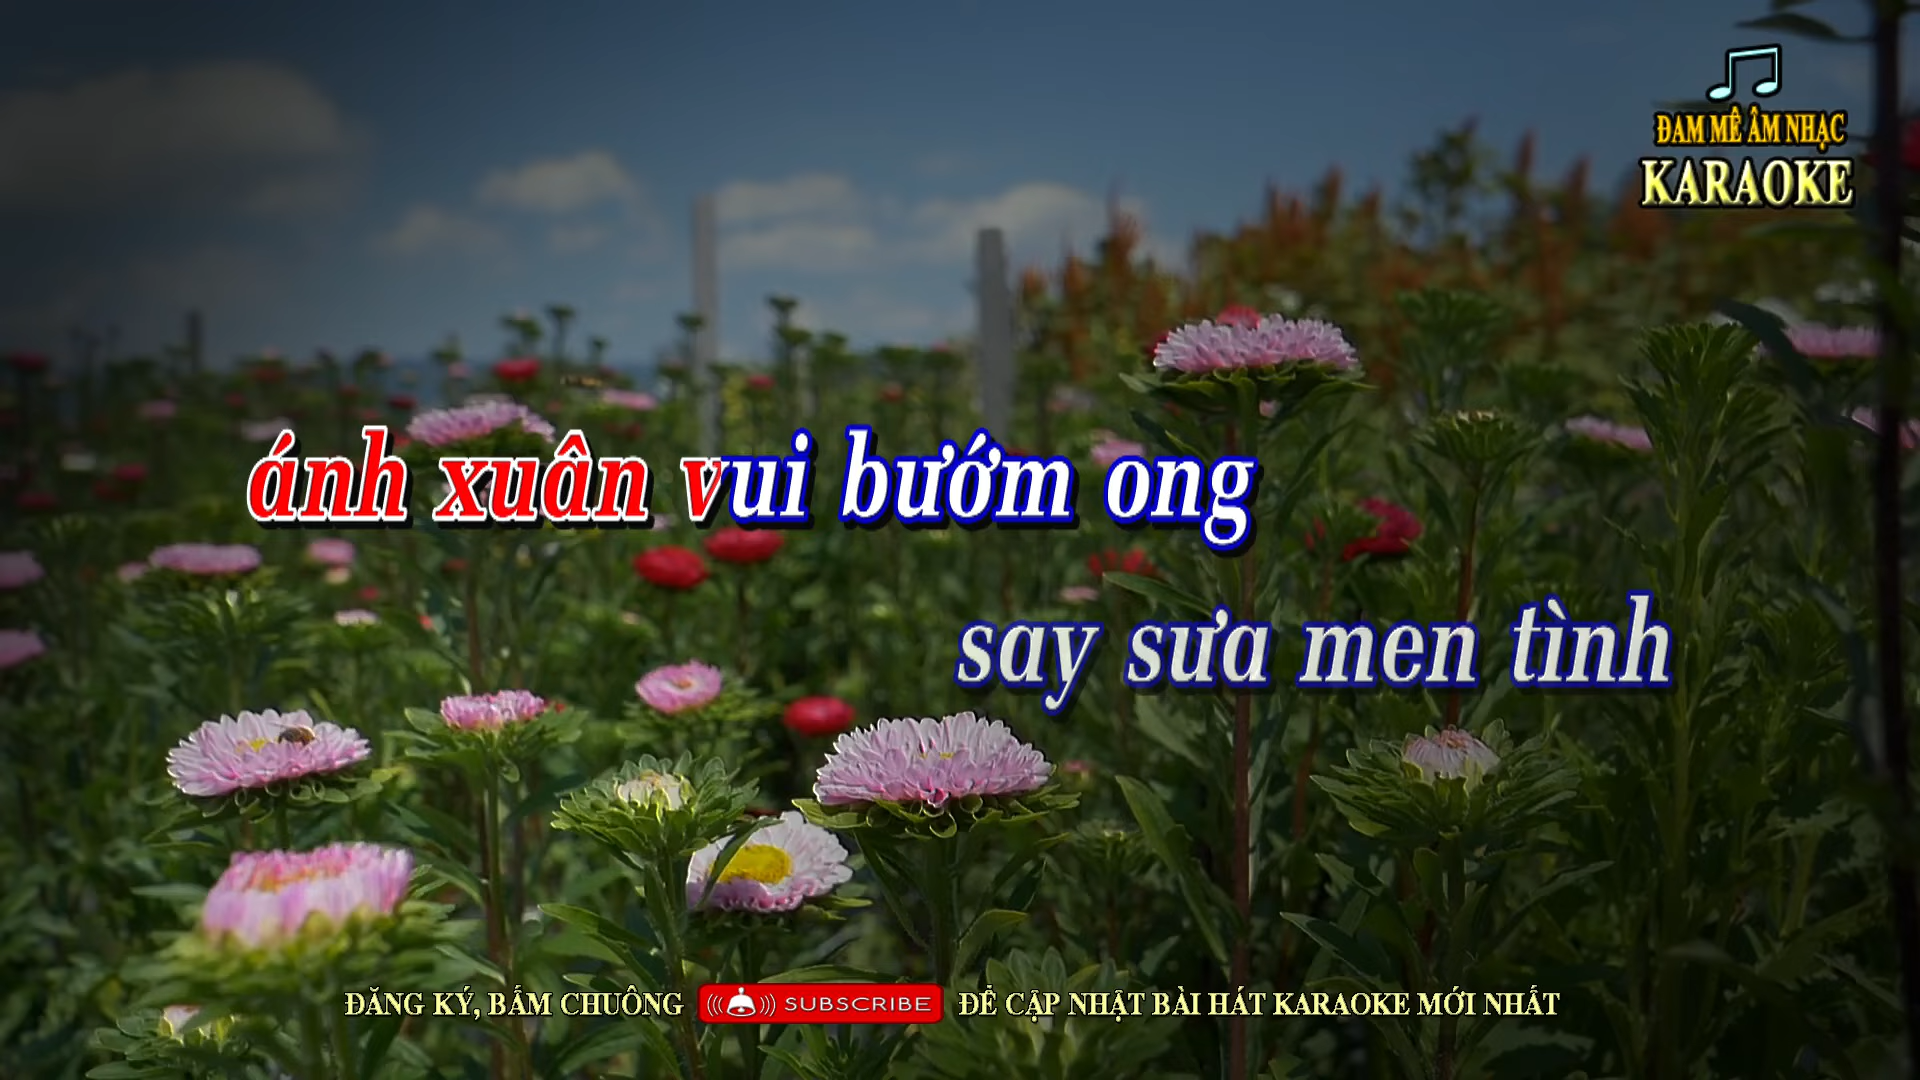 ĐAM MÊ ÂM NHẠC
KARAOKE
ánh xuân vui bướm ong
say sưa men tình
ĐĂNG KÝ, BẤM CHUÔNG SUBSCRIBE ĐỂ CẬP NHẬT BÀI HÁT KARAOKE MỚI NHẤT